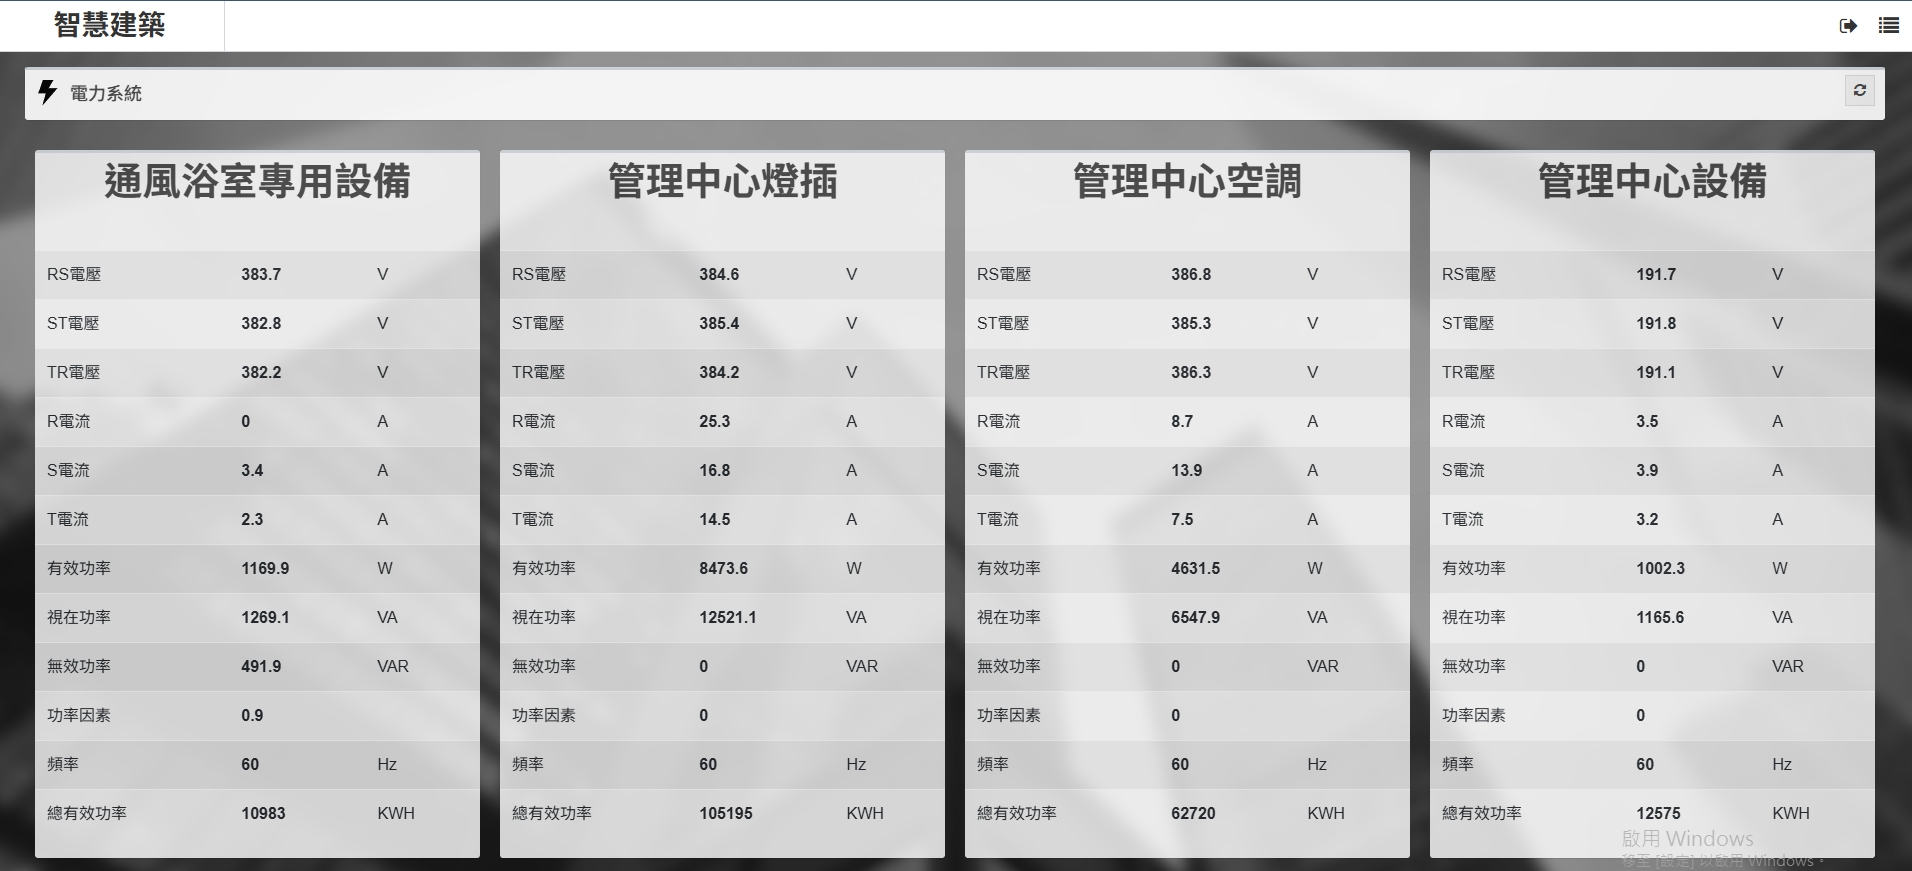 智慧建築
電力系統
通風浴室專用設備
RS電壓 383.7 V
ST電壓 382.8 V
TR電壓 382.2 V
R電流 0 A
S電流 3.4 A
T電流 2.3 A
有效功率 1169.9 W
視在功率 1269.1 VA
無效功率 491.9 VAR
功率因素 0.9
頻率 60 Hz
總有效功率 10983 KWH
管理中心燈插
RS電壓 384.6 V
ST電壓 385.4 V
TR電壓 384.2 V
R電流 25.3 A
S電流 16.8 A
T電流 14.5 A
有效功率 8473.6 W
視在功率 12521.1 VA
無效功率 0 VAR
功率因素 0
頻率 60 Hz
總有效功率 105195 KWH
管理中心空調
RS電壓 386.8 V
ST電壓 385.3 V
TR電壓 386.3 V
R電流 8.7 A
S電流 13.9 A
T電流 7.5 A
有效功率 4631.5 W
視在功率 6547.9 VA
無效功率 0 VAR
功率因素 0
頻率 60 Hz
總有效功率 62720 KWH
管理中心設備
RS電壓 191.7 V
ST電壓 191.8 V
TR電壓 191.1 V
R電流 3.5 A
S電流 3.9 A
T電流 3.2 A
有效功率 1002.3 W
視在功率 1165.6 VA
無效功率 0 VAR
功率因素 0
頻率 60 Hz
總有效功率 12575 KWH
啟用 Windows
移至 [設定] 以啟用 Windows。